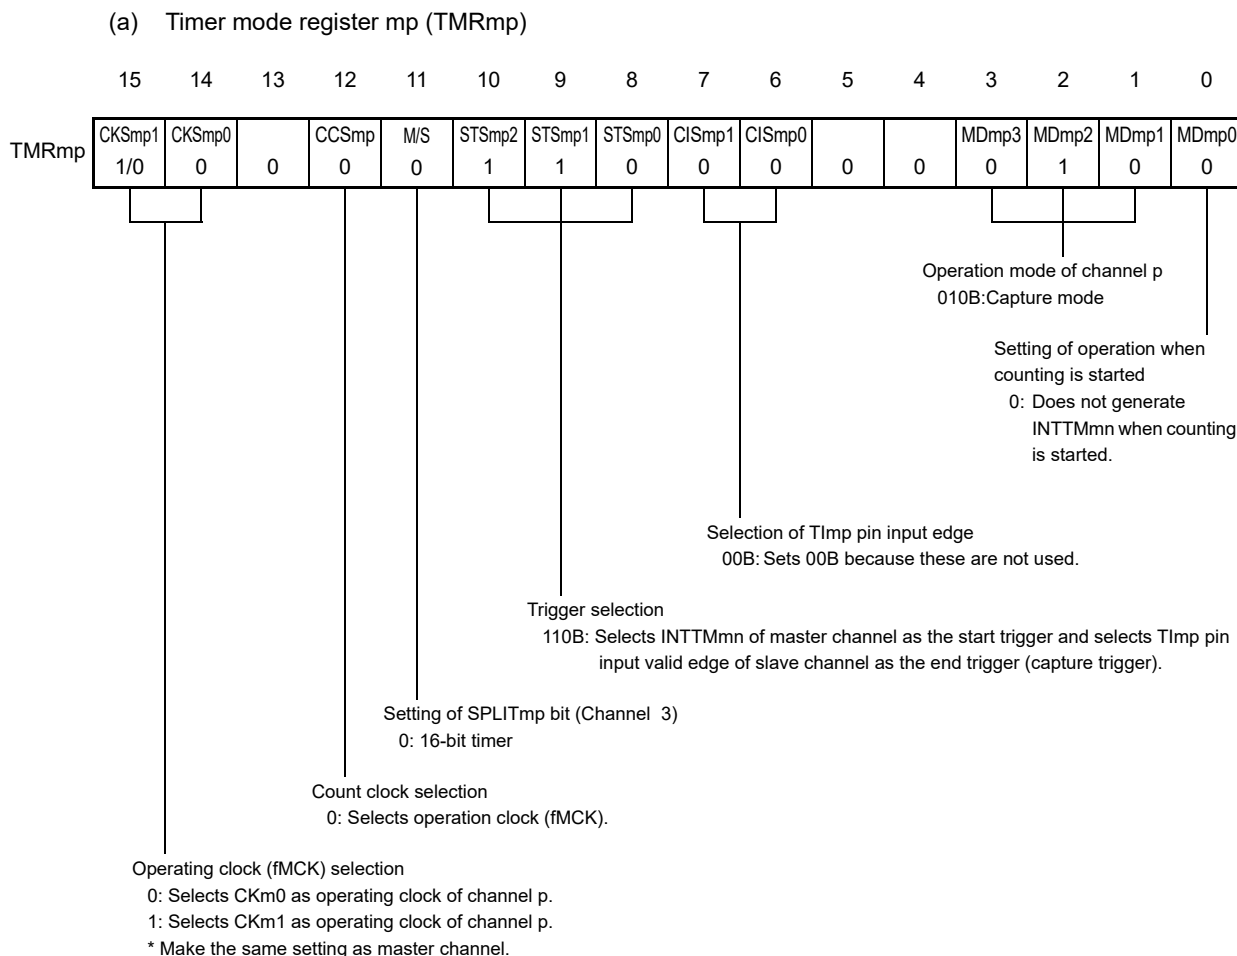 (a) Timer mode register mp (TMRmp)
15 14 13 12 11 10 9 8 7 6 5 4 3 2 1 0
TMRmp
CKSmp1 CKSmp0 CCSmp M/S STSmp2 STSmp1 STSmp0 CISmp1 CISmp0 MDmp3 MDmp2 MDmp1 MDmp0
1/0 0 0 0 0 1 1 0 0 0 0 0 0 1 0 0
Operation mode of channel p
010B:Capture mode
Setting of operation when
counting is started
0: Does not generate
INTTMmn when counting
is started.
Selection of TImp pin input edge
00B: Sets 00B because these are not used.
Trigger selection
110B: Selects INTTMmn of master channel as the start trigger and selects TImp pin
input valid edge of slave channel as the end trigger (capture trigger).
Setting of SPLITmp bit (Channel 3)
0: 16-bit timer
Count clock selection
0: Selects operation clock (fMCK).
Operating clock (fMCK) selection
0: Selects CKm0 as operating clock of channel p.
1: Selects CKm1 as operating clock of channel p.
* Make the same setting as master channel.